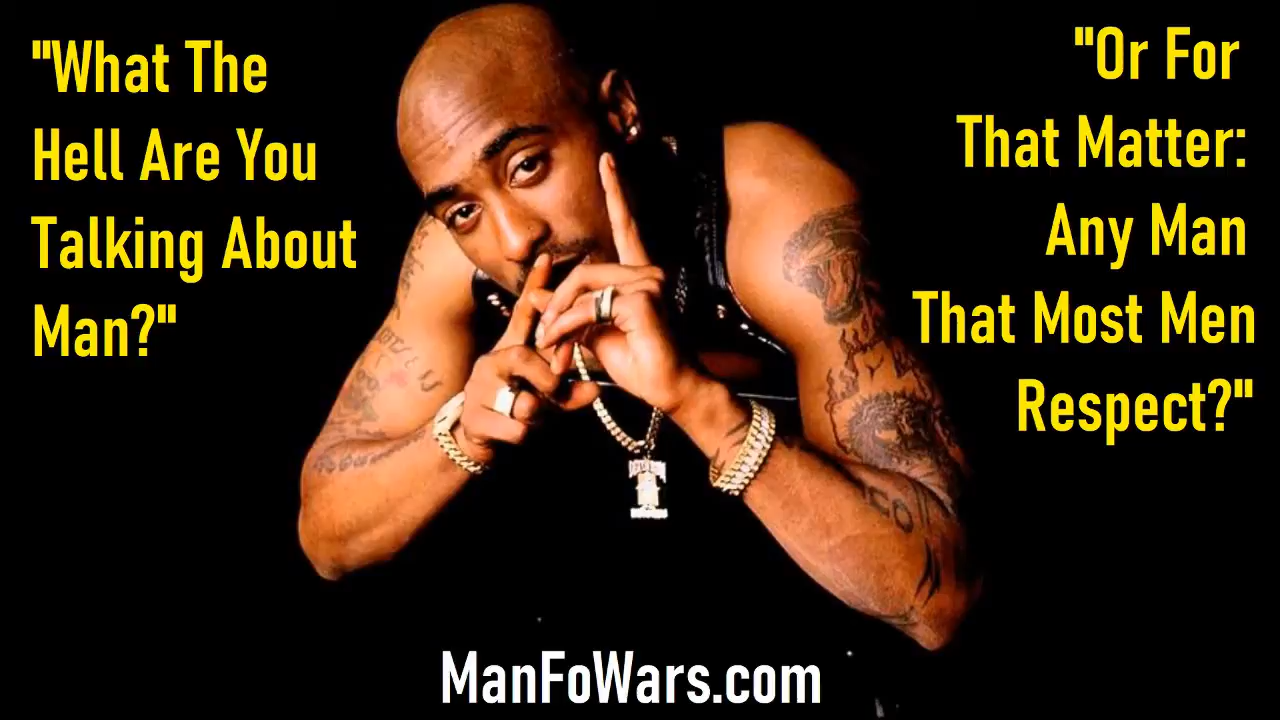 "What The
Hell Are You
Talking About
Man?"
"Or For
That Matter:
Any Man
That Most Men
Respect?"
ManFoWars.com